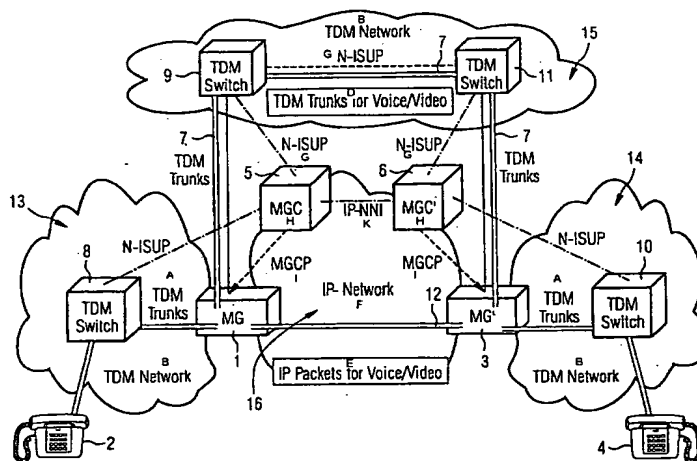 B
TDM Network
G
N-ISUP
7
15
TDM
Switch
9
TDM
Switch
11
D
TDM Trunks for Voice/Video
7
TDM
Trunks
N-ISUP
G
5
6
N-ISUP
G
7
TDM
Trunks
13
14
MGC
H
IP-NNI
K
MGC'
H
N-ISUP
N-ISUP
8
10
TDM
Switch
A
TDM
Trunks
MGCP
I
MGCP
I
IP- Network
F
A
TDM
Trunks
TDM
Switch
MG
1
12
MG'
3
16
E
IP Packets for Voice/Video
B
TDM Network
B
TDM Network
2
4